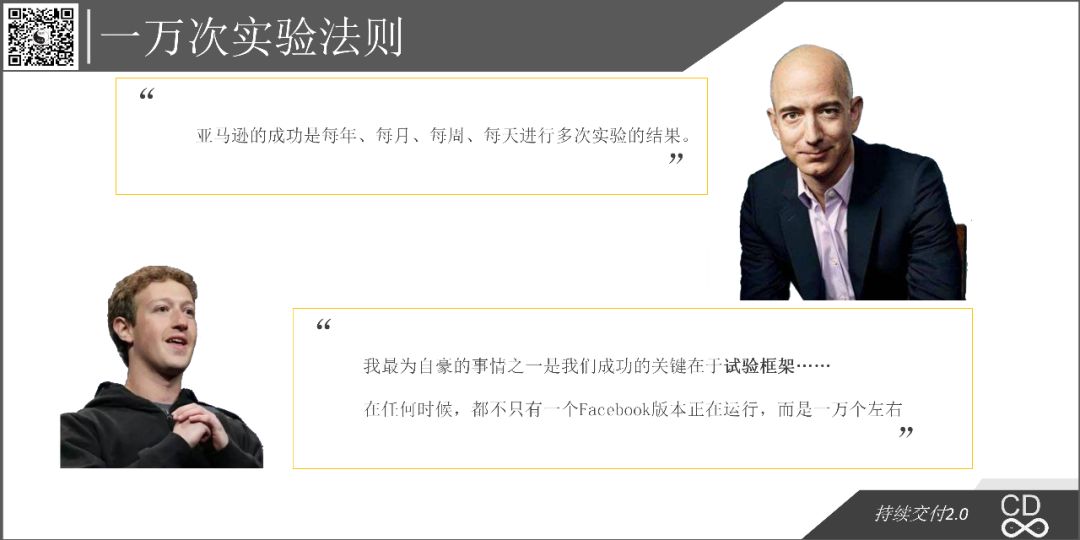 一万次实验法则
“
亚马逊的成功是每年、每月、每周、每天进行多次实验的结果。
”
“
我最为自豪的事情之一是我们成功的关键在于试验框架……
在任何时候，都不只有一个Facebook版本正在运行，而是一万个左右
”
持续交付2.0
CD